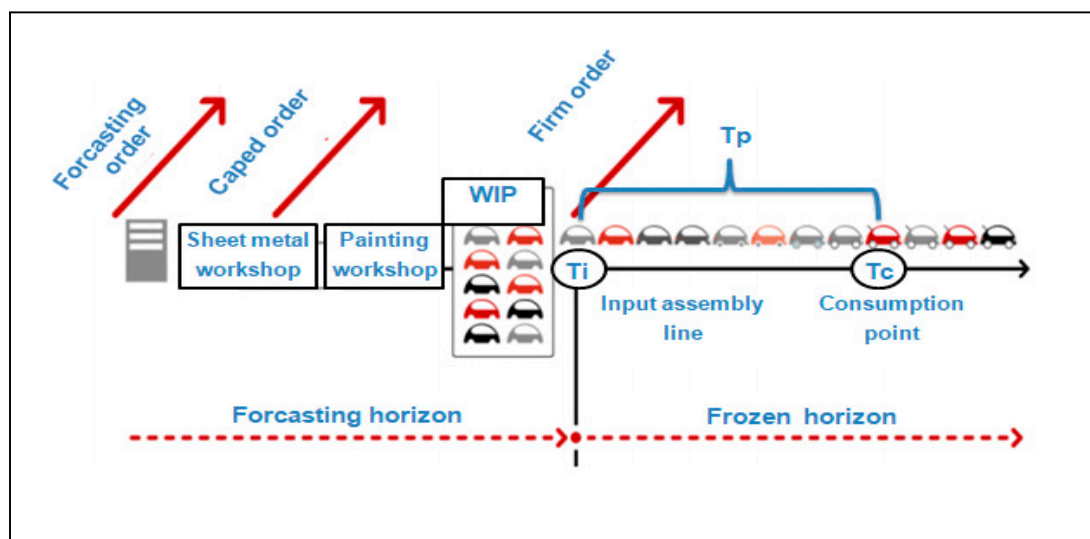 Forcasting
order
Caped order
Firm order
Tp
WIP
Sheet metal
workshop
Painting
workshop
Ti
Tc
Input assembly
line
Consumption
point
Forcasting horizon
Frozen horizon